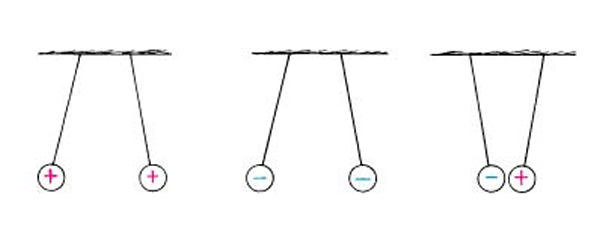 + + − − − +